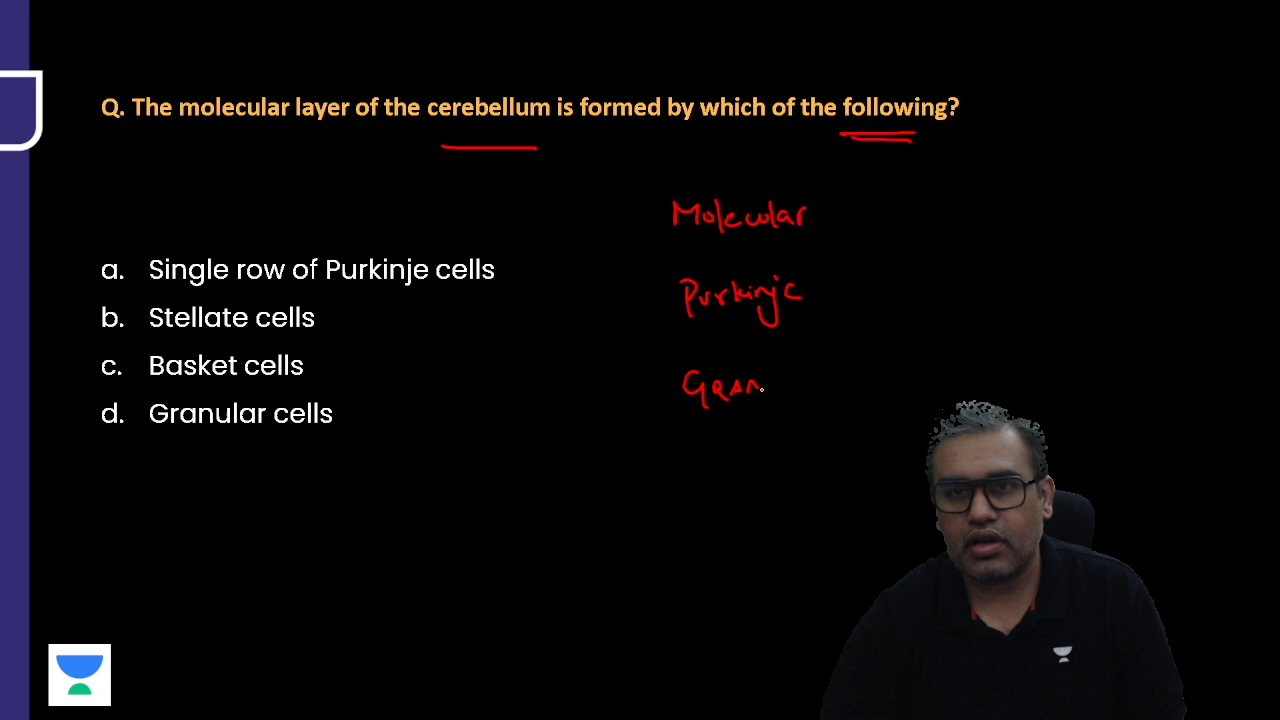 Q. The molecular layer of the cerebellum is formed by which of the following?
Molecular
a. Single row of Purkinje cells
Purkinje
b. Stellate cells
c. Basket cells
Gran
d. Granular cells